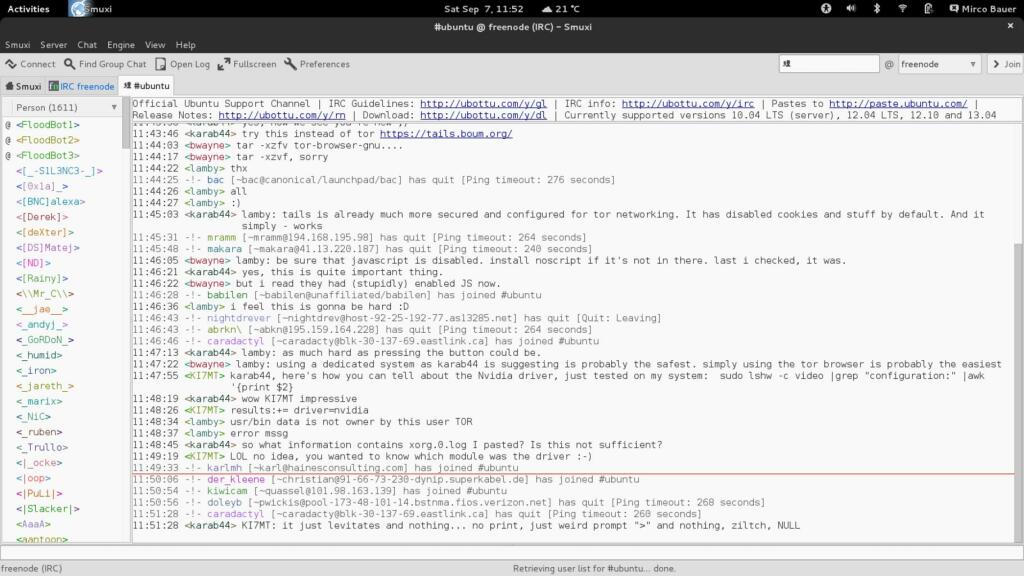 Activities Smuxi Sat Sep 7, 11:52 21 °C Mirco Bauer
#ubuntu @ freenode (IRC) – Smuxi
Smuxi Server Chat Engine View Help
Connect Find Group Chat Open Log Fullscreen Preferences @ freenode Join
Smuxi IRC freenode #ubuntu
Person (1611)
@ <FloodBot1>
@ <FloodBot2>
@ <FloodBot3>
<[_-S1L3NC3-_]>
<[0x1a]_>
<[BNC]alexa>
<[Derek]>
<[deXter]>
<[DS]Matej>
<[ND]>
<[Rainy]>
<\\Mr_C\\>
<__jae__>
<_andyj_>
<_GoRDoN_>
<_humid>
<_iron>
<_jareth_>
<_marix>
<_NiC>
<_ruben>
<_Trullo>
<|_ocke>
<|oop>
<|PuLi|>
<|Slacker|>
<AaaA>
<aantoon>
Official Ubuntu Support Channel | IRC Guidelines: http://ubottu.com/y/gl | IRC info: http://ubottu.com/y/irc | Pastes to http://paste.ubuntu.com/ |
Release Notes: http://ubottu.com/y/rn | Download: http://ubottu.com/y/dl | Currently supported versions 10.04 LTS (server), 12.04 LTS, 12.10 and 13.04
11:43:46 <karab44> try this instead of tor https://tails.boum.org/
11:44:03 <bwayne> tar -xzfv tor-browser-gnu....
11:44:17 <bwayne> tar -xzvf, sorry
11:44:22 <lamby> thx
11:44:25 -!- bac [~bac@canonical/launchpad/bac] has quit [Ping timeout: 276 seconds]
11:44:26 <lamby> all
11:44:27 <lamby> :)
11:45:03 <karab44> lamby: tails is already much more secured and configured for tor networking. It has disabled cookies and stuff by default. And it
simply - works
11:45:31 -!- mramm [~mramm@194.168.195.98] has quit [Ping timeout: 264 seconds]
11:45:48 -!- makara [~makara@41.13.220.187] has quit [Ping timeout: 240 seconds]
11:46:05 <bwayne> lamby: be sure that javascript is disabled. install noscript if it's not in there. last i checked, it was.
11:46:21 <karab44> yes, this is quite important thing.
11:46:22 <bwayne> but i read they had (stupidly) enabled JS now.
11:46:28 -!- babilen [~babilen@unaffiliated/babilen] has joined #ubuntu
11:46:36 <lamby> i feel this is gonna be hard :D
11:46:43 -!- nightdrever [~nightdrev@host-92-25-192-77.as13285.net] has quit [Quit: Leaving]
11:46:43 -!- abrkn\ [~abkn@195.159.164.228] has quit [Ping timeout: 264 seconds]
11:46:46 -!- caradactyl [~caradacty@blk-30-137-69.eastlink.ca] has joined #ubuntu
11:47:13 <karab44> lamby: as much hard as pressing the button could be.
11:47:22 <bwayne> lamby: using a dedicated system as karab44 is suggesting is probably the safest. simply using the tor browser is probably the easiest
11:47:55 <KI7MT> karab44, here's how you can tell about the Nvidia driver, just tested on my system: sudo lshw -c video |grep "configuration:" |awk
'{print $2}
11:48:19 <karab44> wow KI7MT impressive
11:48:26 <KI7MT> results:+= driver=nvidia
11:48:34 <lamby> usr/bin data is not owner by this user TOR
11:48:37 <lamby> error mssg
11:48:45 <karab44> so what information contains xorg.0.log I pasted? Is this not sufficient?
11:49:19 <KI7MT> LOL no idea, you wanted to know which module was the driver :-)
11:49:33 -!- karlmh [~karl@hainesconsulting.com] has joined #ubuntu
11:50:06 -!- der_kleene [~christian@91-66-73-230-dynip.superkabel.de] has joined #ubuntu
11:50:54 -!- kiwicam [~quassel@101.98.163.139] has joined #ubuntu
11:50:56 -!- doleyb [~pwickis@pool-173-48-101-14.bstnma.fios.verizon.net] has quit [Ping timeout: 268 seconds]
11:51:28 -!- caradactyl [~caradacty@blk-30-137-69.eastlink.ca] has quit [Ping timeout: 260 seconds]
11:51:28 <karab44> KI7MT: it just levitates and nothing... no print, just weird prompt ">" and nothing, ziltch, NULL
freenode (IRC) Retrieving user list for #ubuntu... done.